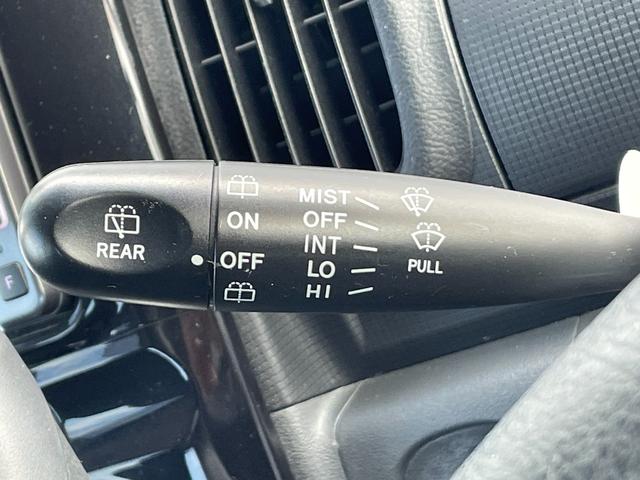 REAR
ON
OFF
MIST
OFF
INT
LO
HI
PULL
F